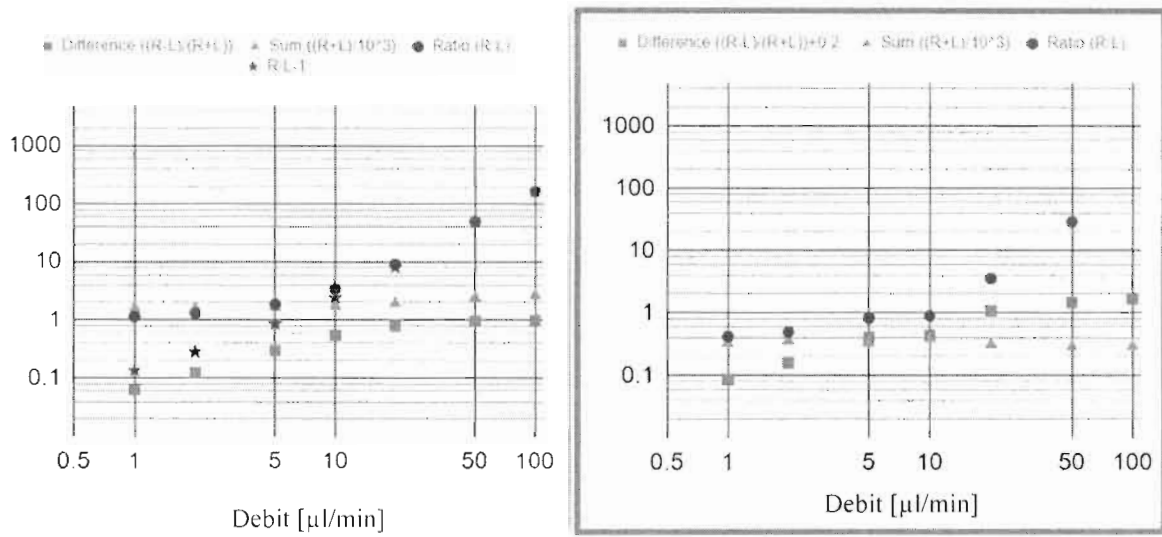 ■ Difference ((R-L)/(R+L)) ▲ Sum ((R+L)/10^3) ● Ratio (R:L)
★ R:L-1
1000
100
10
1
0.1
0.5 1 5 10 50 100
Debit [µl/min]
■ Difference ((R-L)/(R+L))+0.2 ▲ Sum ((R+L)/10^3) ● Ratio (R:L)
1000
100
10
1
0.1
0.5 1 5 10 50 100
Debit [µl/min]